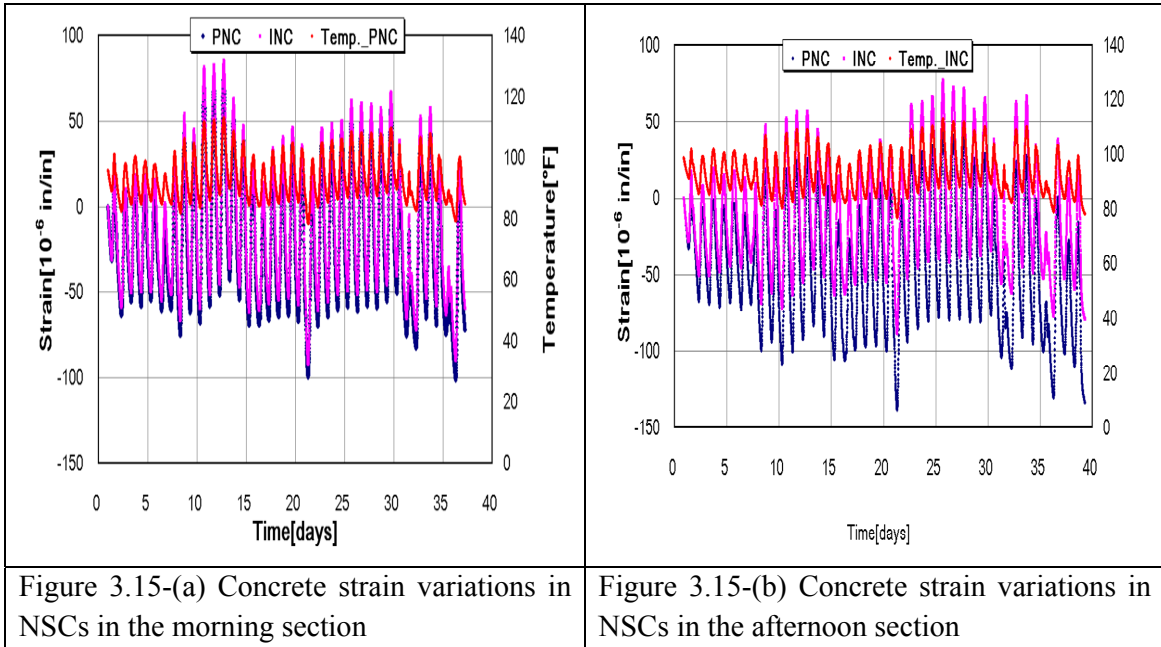 PNC INC Temp._PNC
100
50
0
-50
-100
-150
Strain[10⁻⁶ in/in]
140
120
100
80
60
40
20
0
Temperature[°F]
0 5 10 15 20 25 30 35 40
Time[days]
Figure 3.15-(a) Concrete strain variations in
NSCs in the morning section
PNC INC Temp._INC
100
50
0
-50
-100
-150
Strain[10⁻⁶ in/in]
140
120
100
80
60
40
20
0
0 5 10 15 20 25 30 35 40
Time[days]
Figure 3.15-(b) Concrete strain variations in
NSCs in the afternoon section